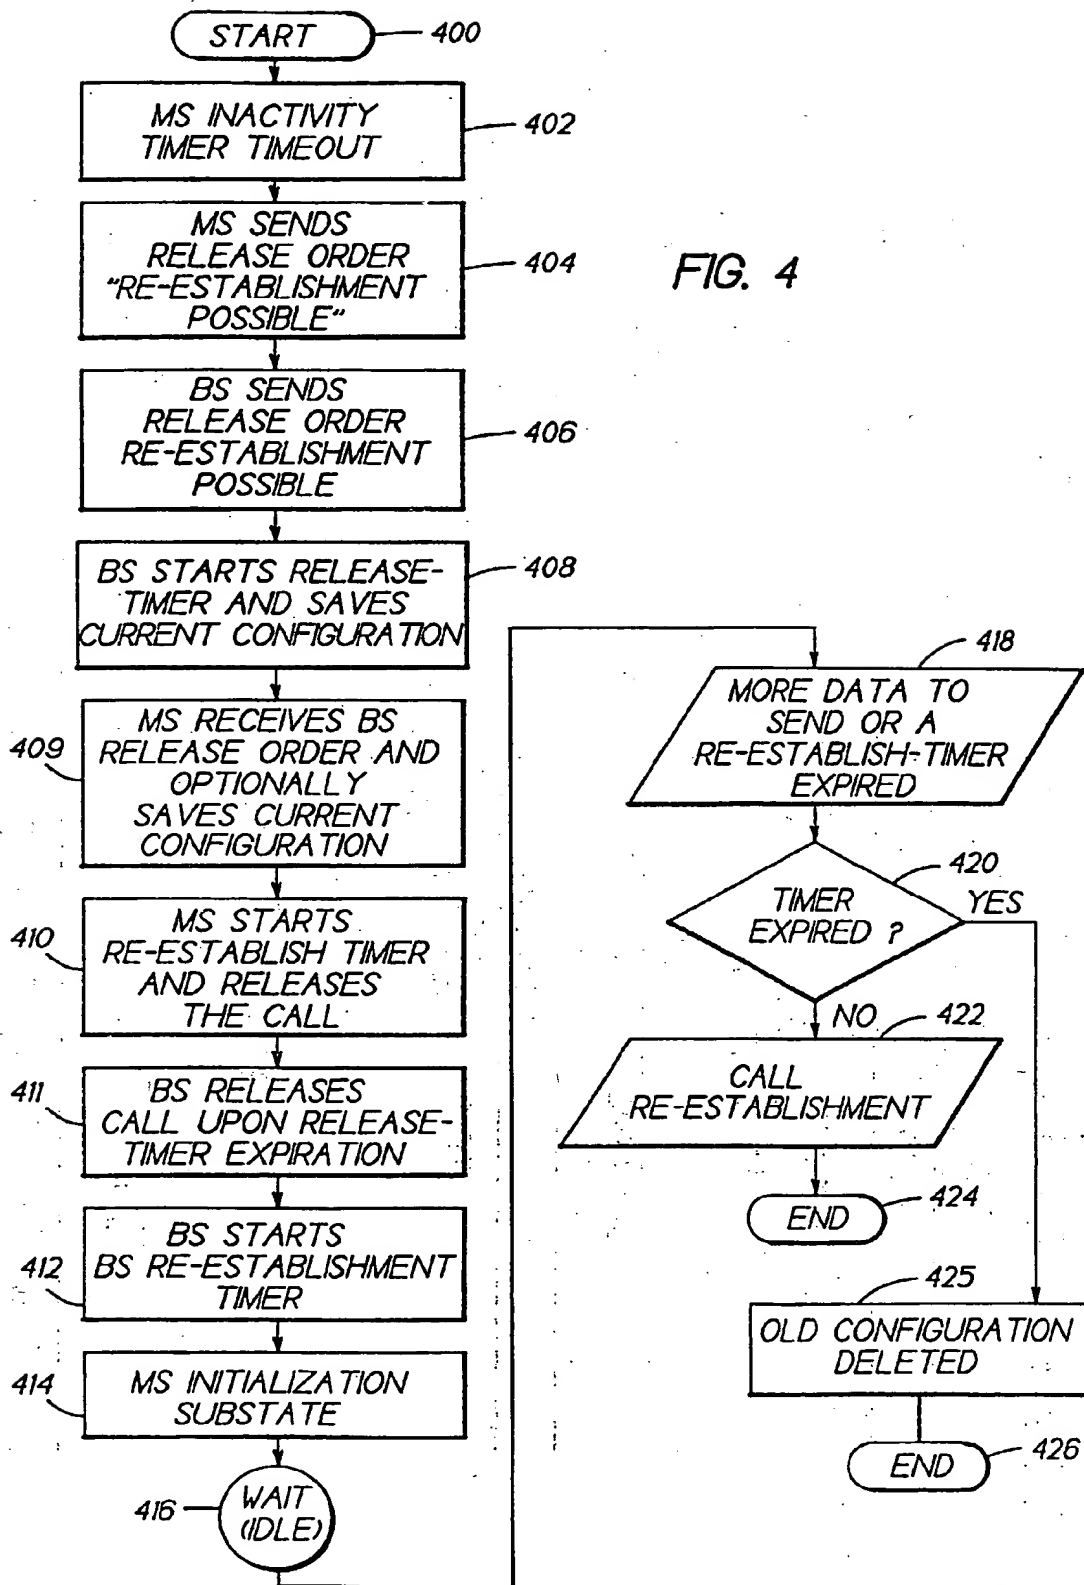 START
400
MS INACTIVITY
TIMER TIMEOUT
402
MS SENDS
RELEASE ORDER
"RE-ESTABLISHMENT
POSSIBLE"
404
FIG. 4
BS SENDS
RELEASE ORDER
RE-ESTABLISHMENT
POSSIBLE
406
BS STARTS RELEASE-
TIMER AND SAVES
CURRENT CONFIGURATION
408
409
MS RECEIVES BS
RELEASE ORDER AND
OPTIONALLY
SAVES CURRENT
CONFIGURATION
410
MS STARTS
RE-ESTABLISH TIMER
AND RELEASES
THE CALL
411
BS RELEASES
CALL UPON RELEASE-
TIMER EXPIRATION
412
BS STARTS
BS RE-ESTABLISHMENT
TIMER
414
MS INITIALIZATION
SUBSTATE
416
WAIT
(IDLE)
418
MORE DATA TO
SEND OR A
RE-ESTABLISH-TIMER
EXPIRED
420
TIMER
EXPIRED ?
YES
NO
422
CALL
RE-ESTABLISHMENT
424
END
425
OLD CONFIGURATION
DELETED
END
426